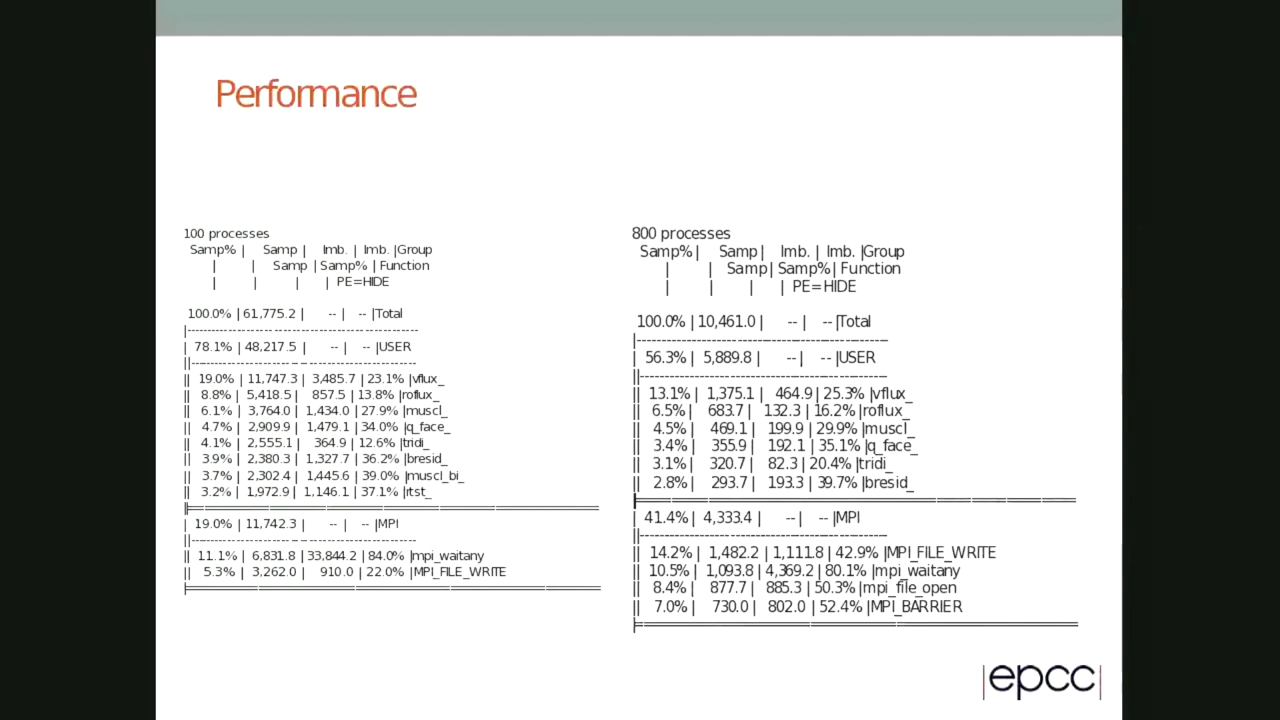 Performance
100 processes
Samp% | Samp | Imb. | Imb. |Group
| | Samp | Samp% | Function
| | | | PE=HIDE
100.0% | 61,775.2 | -- | -- |Total
|--------------------------------------------------
| 78.1% | 48,217.5 | -- | -- |USER
||-------------------------------------------------
|| 19.0% | 11,747.3 | 3,485.7 | 23.1% |vflux_
|| 8.8% | 5,418.5 | 857.5 | 13.8% |roflux_
|| 6.1% | 3,764.0 | 1,434.0 | 27.9% |muscl_
|| 4.7% | 2,909.9 | 1,479.1 | 34.0% |q_face_
|| 4.1% | 2,555.1 | 364.9 | 12.6% |tridi_
|| 3.9% | 2,380.3 | 1,327.7 | 36.2% |bresid_
|| 3.7% | 2,302.4 | 1,445.6 | 39.0% |muscl_bi_
|| 3.2% | 1,972.9 | 1,146.1 | 37.1% |rtst_
|==================================================
| 19.0% | 11,742.3 | -- | -- |MPI
||-------------------------------------------------
|| 11.1% | 6,831.8 | 33,844.2 | 84.0% |mpi_waitany
|| 5.3% | 3,262.0 | 910.0 | 22.0% |MPI_FILE_WRITE
|==================================================
800 processes
Samp% | Samp | Imb. | Imb. |Group
| | Samp | Samp% | Function
| | | | PE=HIDE
100.0% | 10,461.0 | -- | -- |Total
|--------------------------------------------------
| 56.3% | 5,889.8 | -- | -- |USER
||-------------------------------------------------
|| 13.1% | 1,375.1 | 464.9 | 25.3% |vflux_
|| 6.5% | 683.7 | 132.3 | 16.2% |roflux_
|| 4.5% | 469.1 | 199.9 | 29.9% |muscl_
|| 3.4% | 355.9 | 192.1 | 35.1% |q_face_
|| 3.1% | 320.7 | 82.3 | 20.4% |tridi_
|| 2.8% | 293.7 | 193.3 | 39.7% |bresid_
|==================================================
| 41.4% | 4,333.4 | -- | -- |MPI
||-------------------------------------------------
|| 14.2% | 1,482.2 | 1,111.8 | 42.9% |MPI_FILE_WRITE
|| 10.5% | 1,093.8 | 4,369.2 | 80.1% |mpi_waitany
|| 8.4% | 877.7 | 885.3 | 50.3% |mpi_file_open
|| 7.0% | 730.0 | 802.0 | 52.4% |MPI_BARRIER
|==================================================
|epcc|